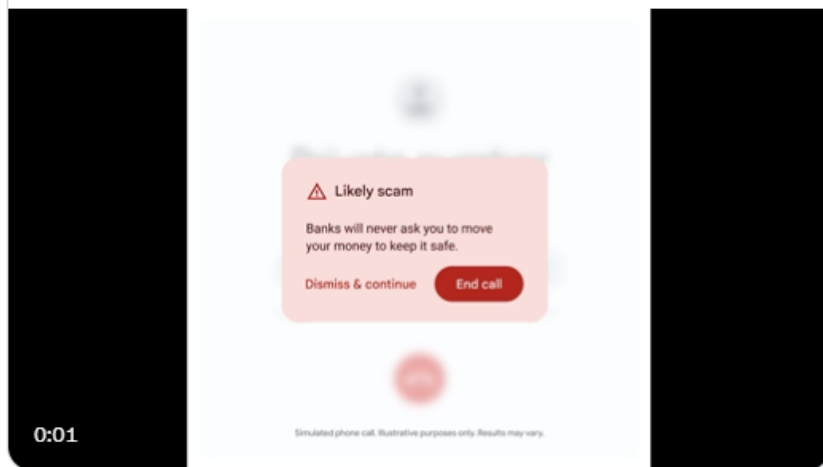 Likely scam
Banks will never ask you to move
your money to keep it safe.
Dismiss & continue
End call
Simulated phone call. Illustrative purposes only. Results may vary.
0:01